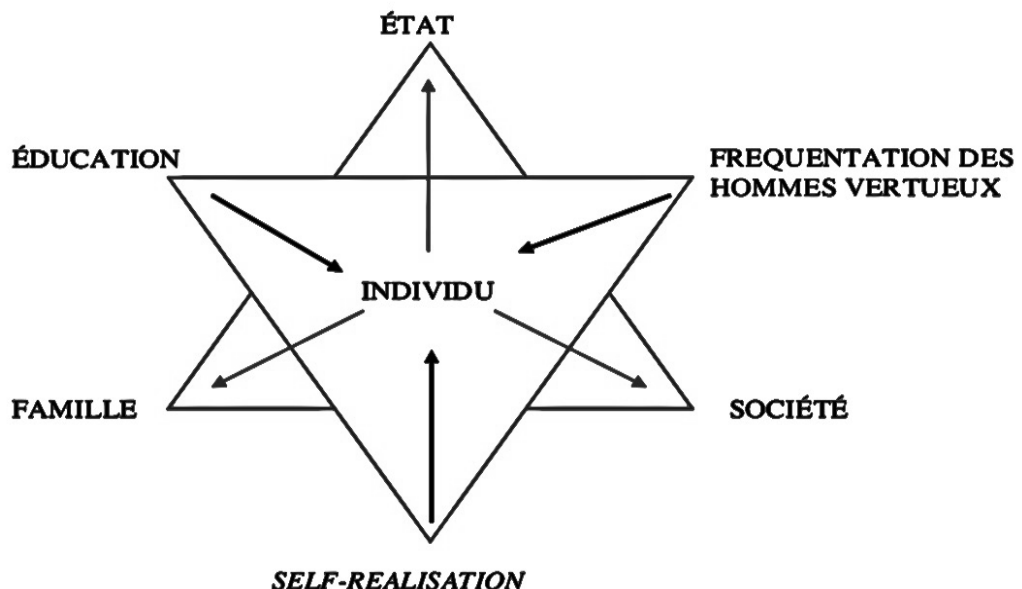 ÉTAT
ÉDUCATION
FREQUENTATION DES
HOMMES VERTUEUX
INDIVIDU
FAMILLE
SOCIÉTÉ
SELF-REALISATION